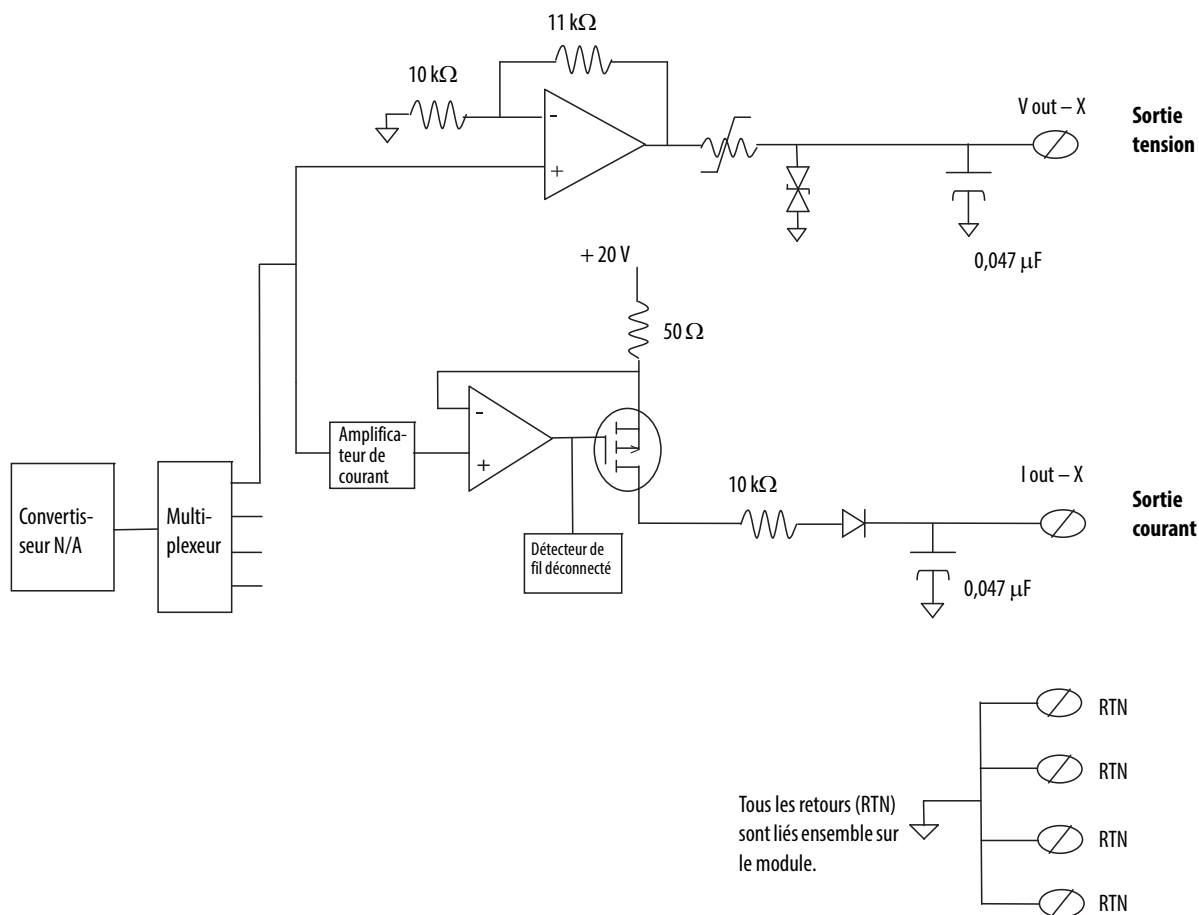 11 kΩ
10 kΩ
-
+
V out – X
Sortie
tension
0,047 μF
+ 20 V
50 Ω
-
+
Amplifica-
teur de
courant
Convertis-
seur N/A
Multi-
plexeur
Détecteur de
fil déconnecté
10 kΩ
I out – X
Sortie
courant
0,047 μF
Tous les retours (RTN)
sont liés ensemble sur
le module.
RTN
RTN
RTN
RTN